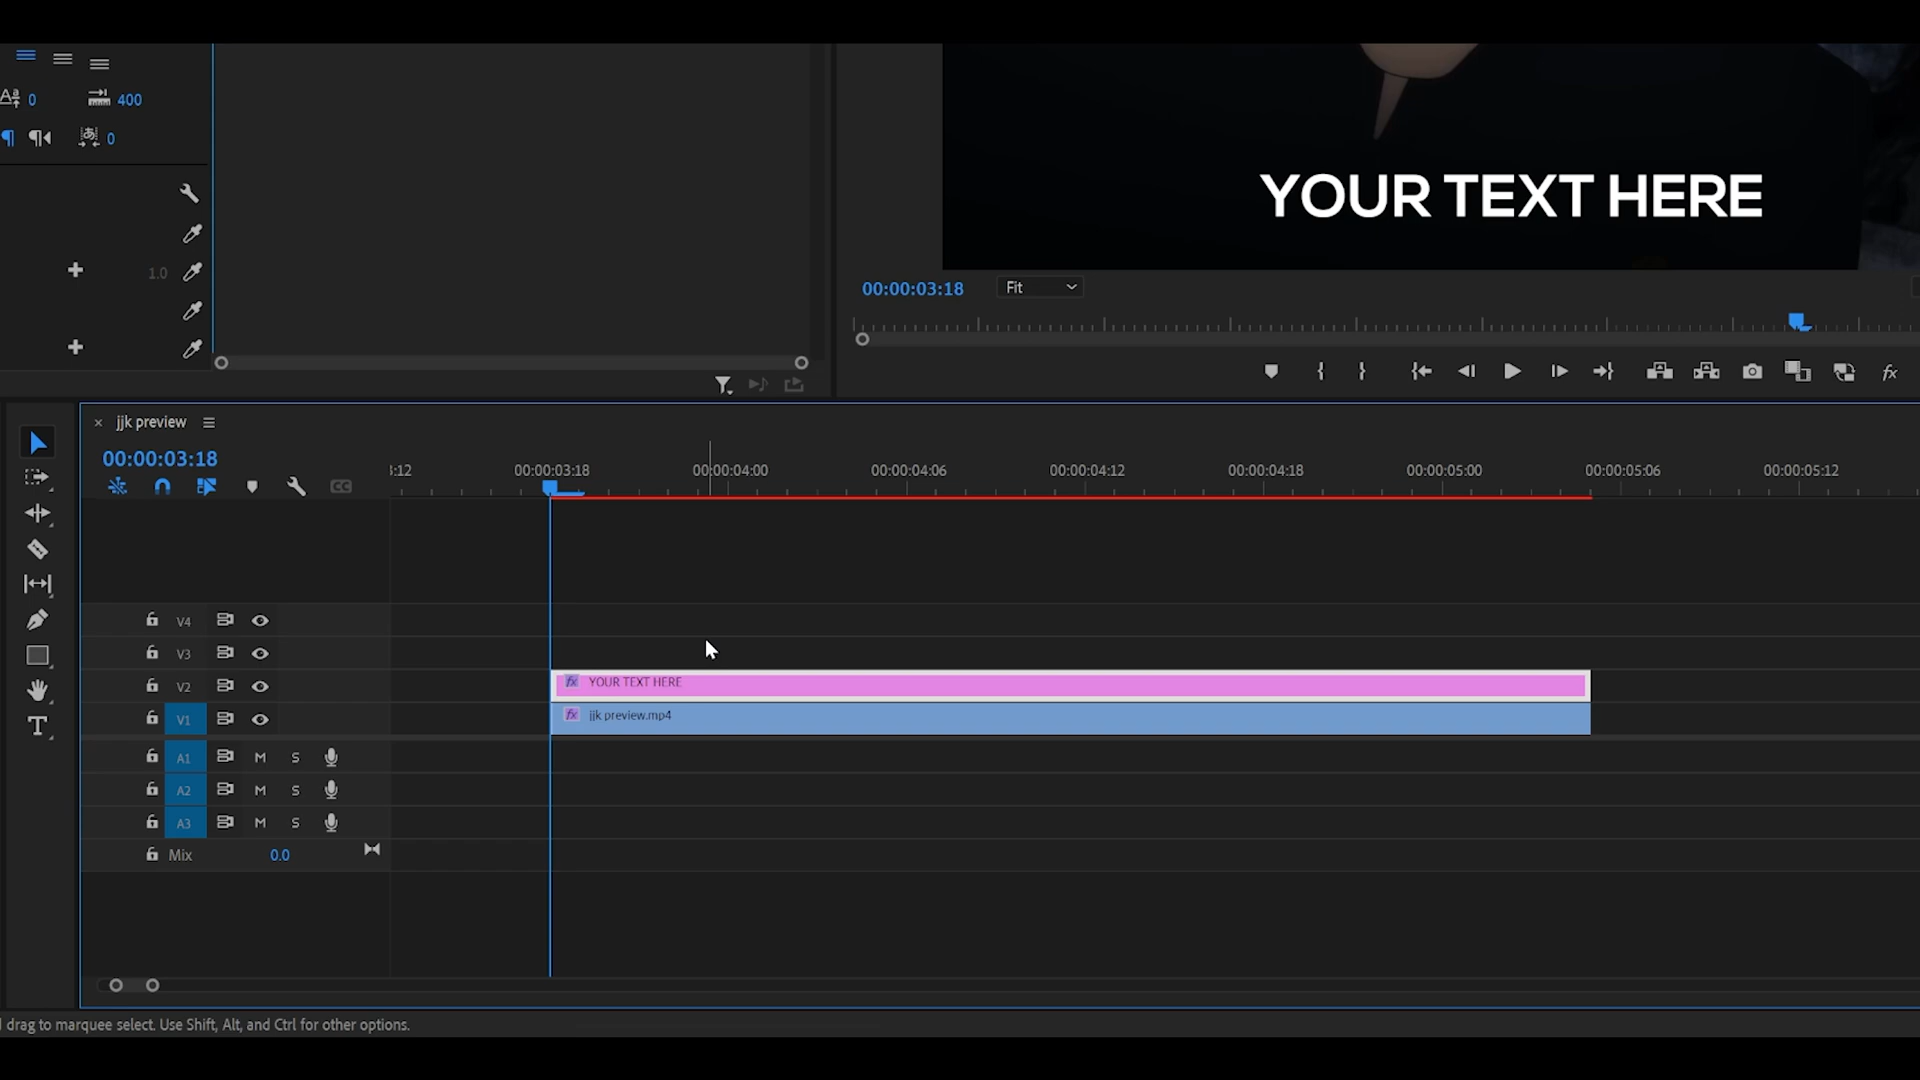 0
400
0
YOUR TEXT HERE
1.0
00:00:03:18
Fit
jjk preview
00:00:03:18
:12
00:00:03:18
00:00:04:00
00:00:04:06
00:00:04:12
00:00:04:18
00:00:05:00
00:00:05:06
00:00:05:12
V4
V3
V2
fx YOUR TEXT HERE
V1
fx jjk preview.mp4
A1 M S
A2 M S
A3 M S
Mix 0.0
drag to marquee select. Use Shift, Alt, and Ctrl for other options.